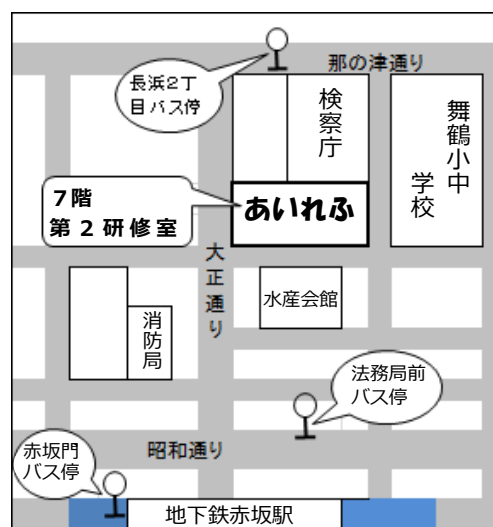 那の津通り
長浜2丁
目バス停
検察庁
舞鶴小中
学校
7階
第２研修室
あいれふ
大正通り
水産会館
消防局
法務局前
バス停
昭和通り
赤坂門
バス停
地下鉄赤坂駅